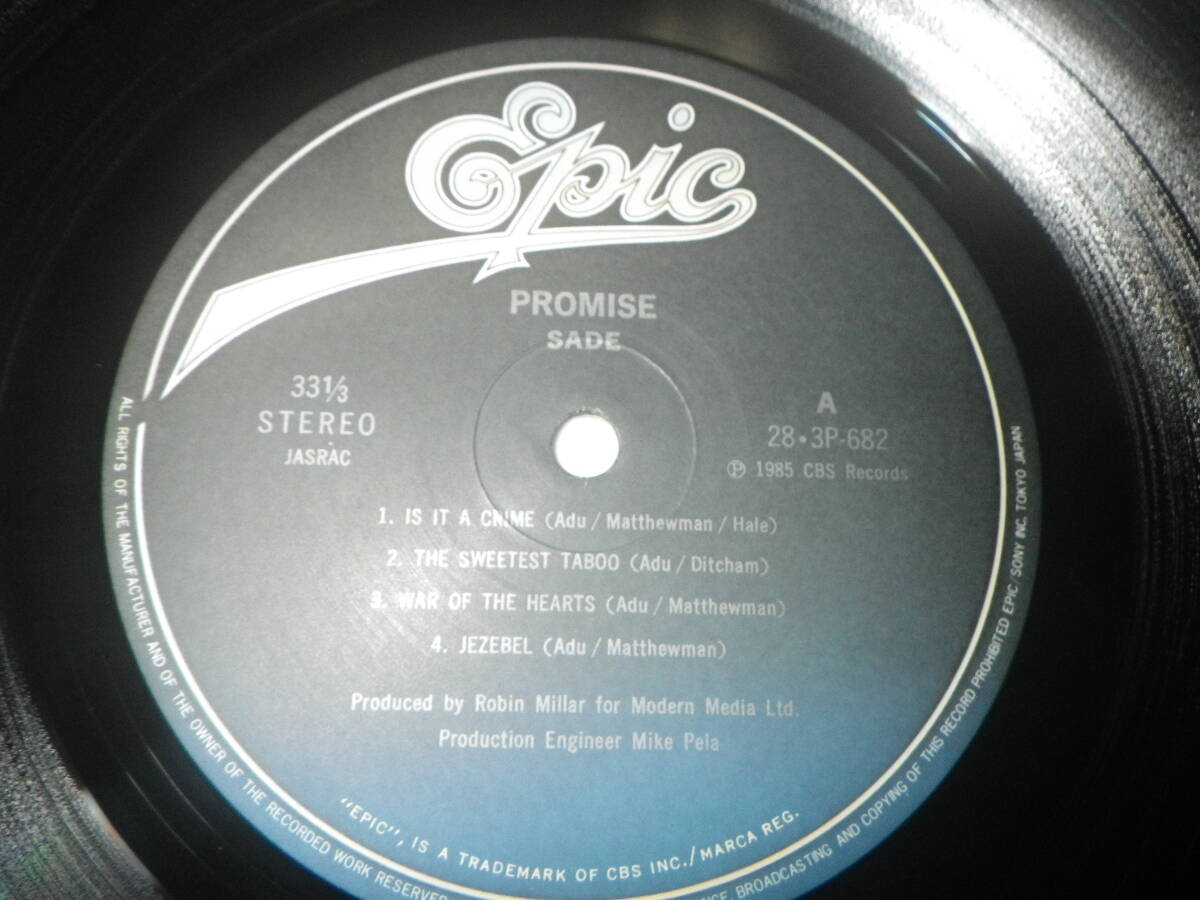 Epic
PROMISE
SADE
33 1/3
STEREO
JASRAC
A
28・3P-682
Ⓟ 1985 CBS Records
1. IS IT A CRIME (Adu / Matthewman / Hale)
2. THE SWEETEST TABOO (Adu / Ditcham)
3. WAR OF THE HEARTS (Adu / Matthewman)
4. JEZEBEL (Adu / Matthewman)
Produced by Robin Millar for Modern Media Ltd.
Production Engineer Mike Pela
"EPIC", IS A TRADEMARK OF CBS INC./MARCA REG.
ALL RIGHTS OF THE MANUFACTURER AND OF THE OWNER OF THE RECORDED WORK RESERVED
BROADCASTING AND COPYING OF THIS RECORD PROHIBITED EPIC/SONY INC. TOKYO JAPAN